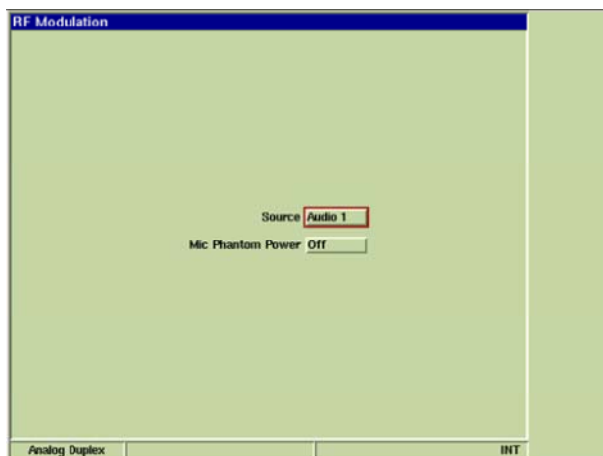 RF Modulation
Source Audio 1
Mic Phantom Power Off
Analog Duplex INT